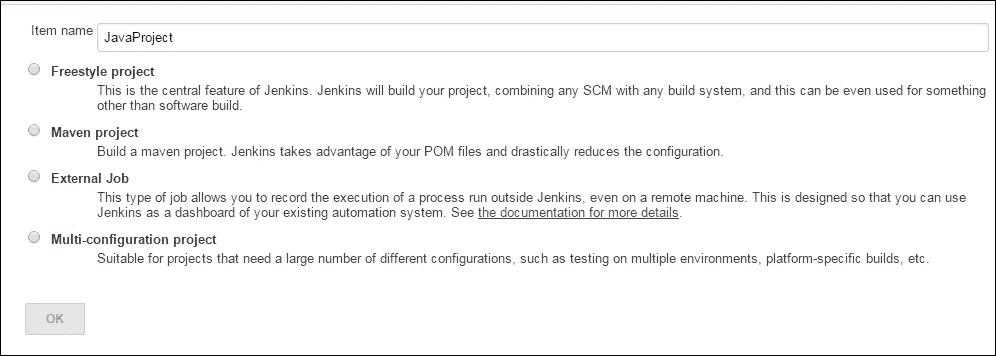 Item name JavaProject
Freestyle project
This is the central feature of Jenkins. Jenkins will build your project, combining any SCM with any build system, and this can be even used for something
other than software build.
Maven project
Build a maven project. Jenkins takes advantage of your POM files and drastically reduces the configuration.
External Job
This type of job allows you to record the execution of a process run outside Jenkins, even on a remote machine. This is designed so that you can use
Jenkins as a dashboard of your existing automation system. See the documentation for more details.
Multi-configuration project
Suitable for projects that need a large number of different configurations, such as testing on multiple environments, platform-specific builds, etc.
OK